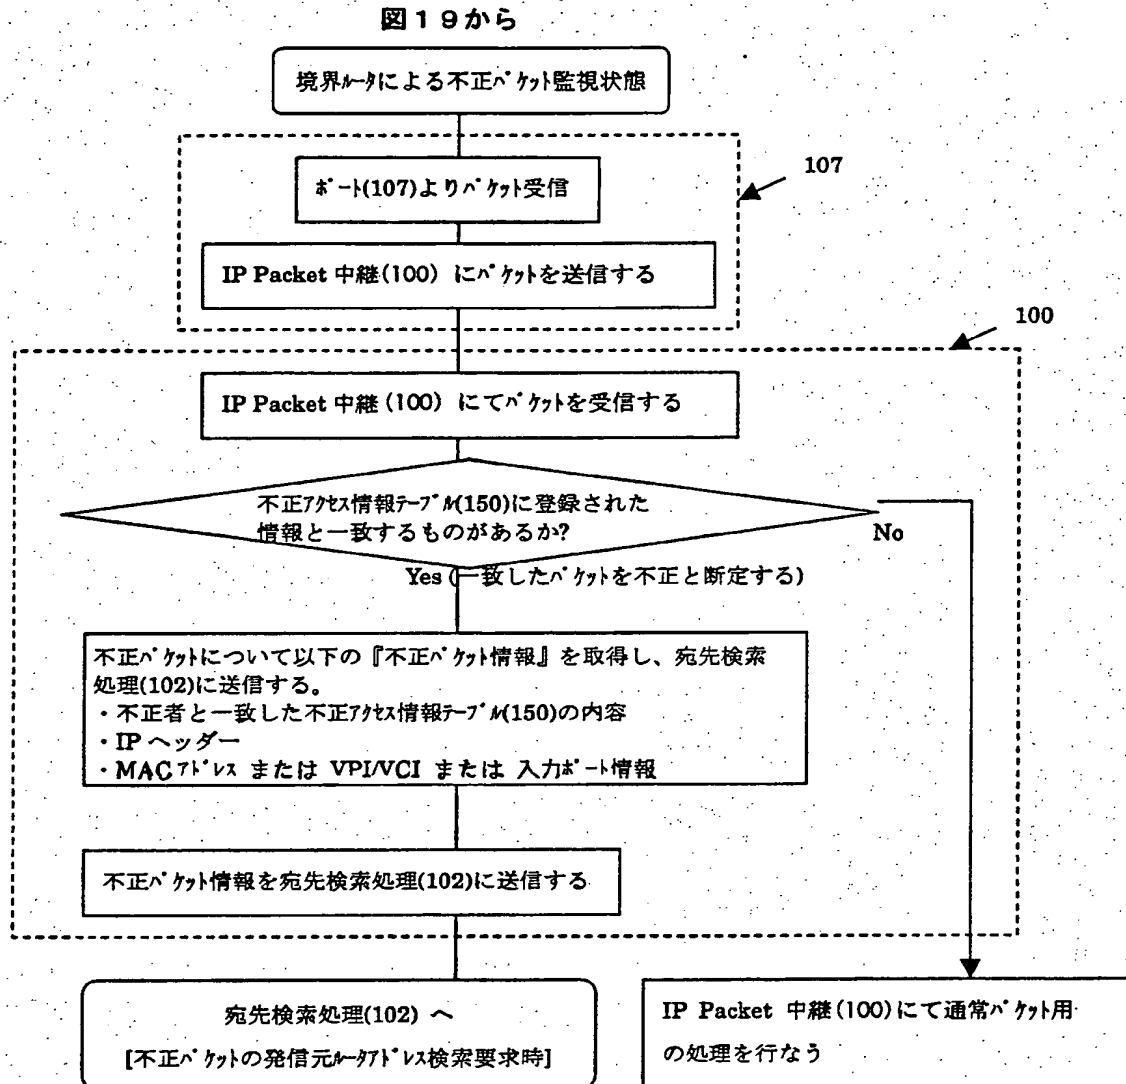 図19から
境界ルータによる不正パケット監視状態
107
ポート(107)よりパケット受信
IP Packet 中継(100) にパケットを送信する
100
IP Packet 中継(100) にてパケットを受信する
不正アクセス情報テーブル(150)に登録された
情報と一致するものがあるか?
No
Yes (一致したパケットを不正と断定する)
不正パケットについて以下の『不正パケット情報』を取得し、宛先検索
処理(102)に送信する。
・不正者と一致した不正アクセス情報テーブル(150)の内容
・IP ヘッダー
・MACアドレス または VPI/VCI または 入力ポート情報
不正パケット情報を宛先検索処理(102)に送信する
宛先検索処理(102) へ
[不正パケットの発信元ルータアドレス検索要求時]
IP Packet 中継(100)にて通常パケット用
の処理を行なう